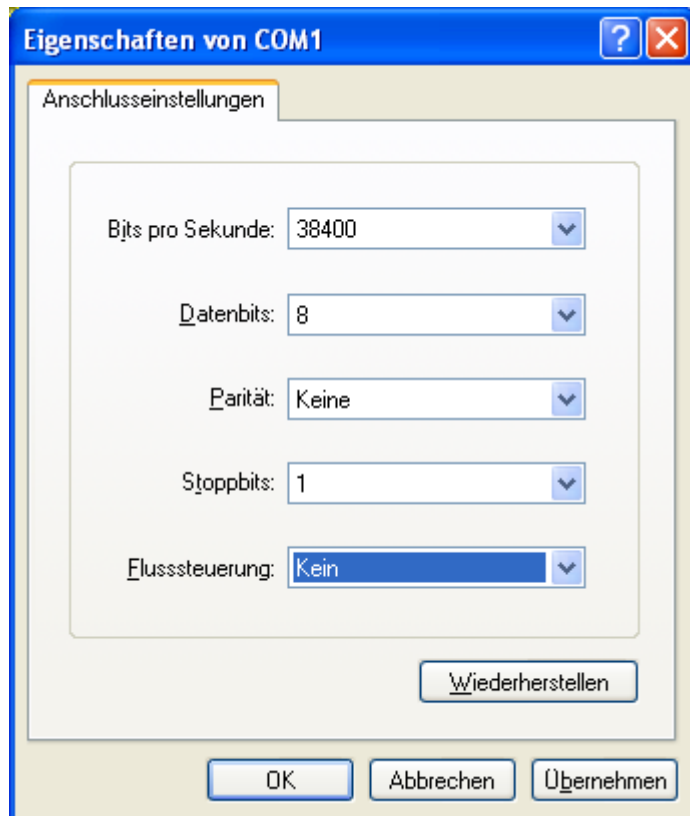 Eigenschaften von COM1
?
Anschlusseinstellungen
Bits pro Sekunde: 38400
Datenbits: 8
Parität: Keine
Stoppbits: 1
Flusssteuerung: Kein
Wiederherstellen
OK Abbrechen Übernehmen